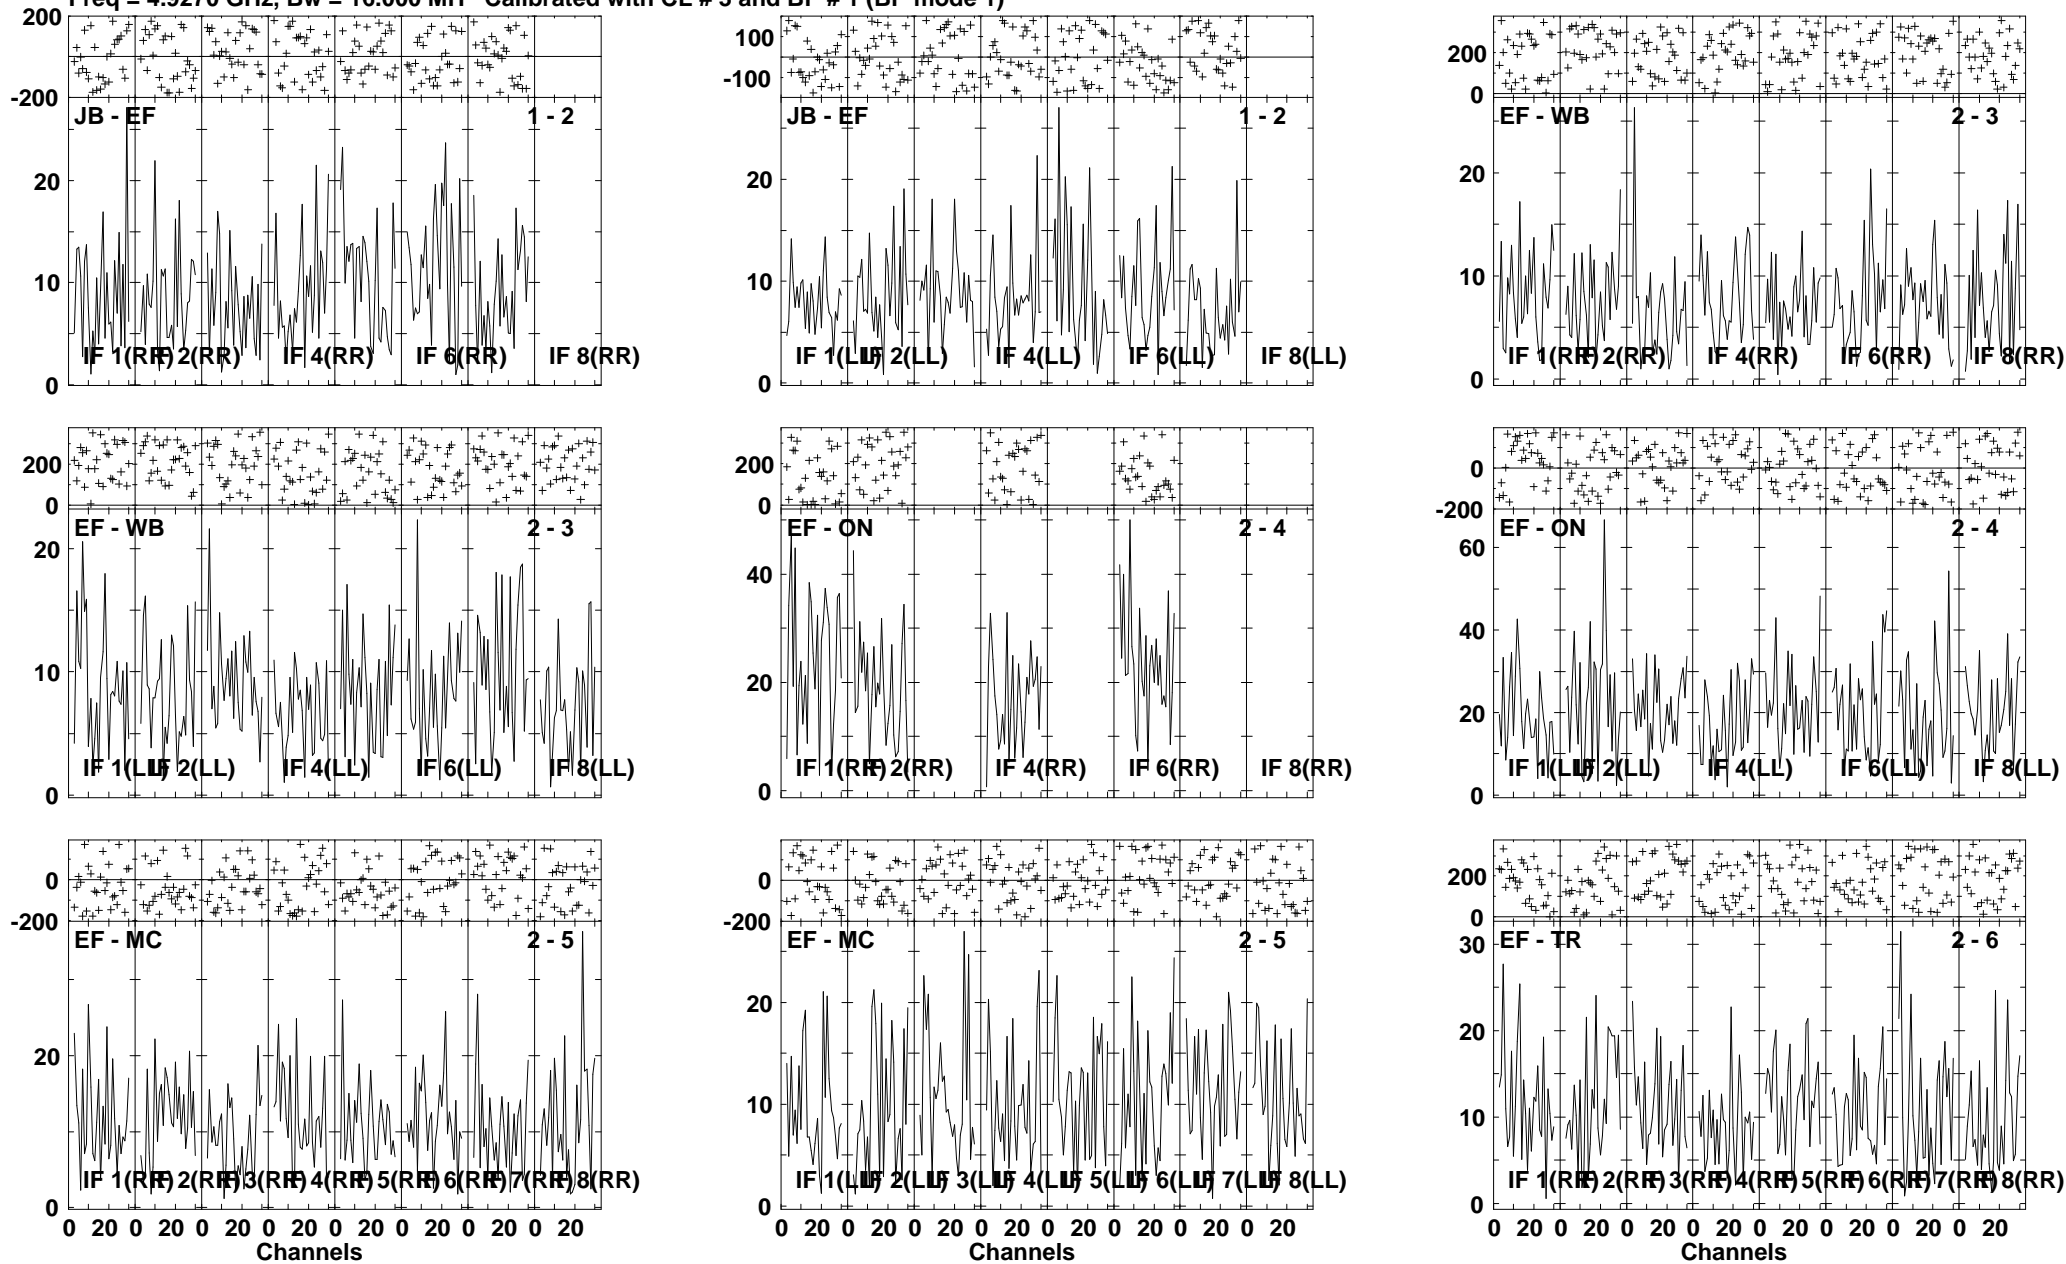 Freq = 4.9270 GHz, Bw = 16.000 MH Calibrated with CL # 3 and BP # 1 (BP mode 1)
200
-200
JB - EF 1 - 2
20
10
0
IF 1(RR) IF 2(RR) IF 4(RR) IF 6(RR) IF 8(RR)
100
-100
JB - EF 1 - 2
20
10
0
IF 1(LL) IF 2(LL) IF 4(LL) IF 6(LL) IF 8(LL)
200
0
EF - WB 2 - 3
20
10
0
IF 1(RR) IF 2(RR) IF 4(RR) IF 6(RR) IF 8(RR)
200
0
EF - WB 2 - 3
20
10
0
IF 1(LL) IF 2(LL) IF 4(LL) IF 6(LL) IF 8(LL)
200
0
EF - ON 2 - 4
40
20
0
IF 1(RR) IF 2(RR) IF 4(RR) IF 6(RR) IF 8(RR)
0
-200
EF - ON 2 - 4
60
40
20
0
IF 1(LL) IF 2(LL) IF 4(LL) IF 6(LL) IF 8(LL)
0
-200
EF - MC 2 - 5
20
0
IF 1(RR) IF 2(RR) IF 3(RR) IF 4(RR) IF 5(RR) IF 6(RR) IF 7(RR) IF 8(RR)
0 20 0 20 0 20 0 20 0 20 0 20 0 20 0 20
Channels
0
-200
EF - MC 2 - 5
20
10
0
IF 1(LL) IF 2(LL) IF 3(LL) IF 4(LL) IF 5(LL) IF 6(LL) IF 7(LL) IF 8(LL)
0 20 0 20 0 20 0 20 0 20 0 20 0 20 0 20
Channels
200
0
EF - TR 2 - 6
30
20
10
0
IF 1(RR) IF 2(RR) IF 3(RR) IF 4(RR) IF 5(RR) IF 6(RR) IF 7(RR) IF 8(RR)
0 20 0 20 0 20 0 20 0 20 0 20 0 20 0 20
Channels